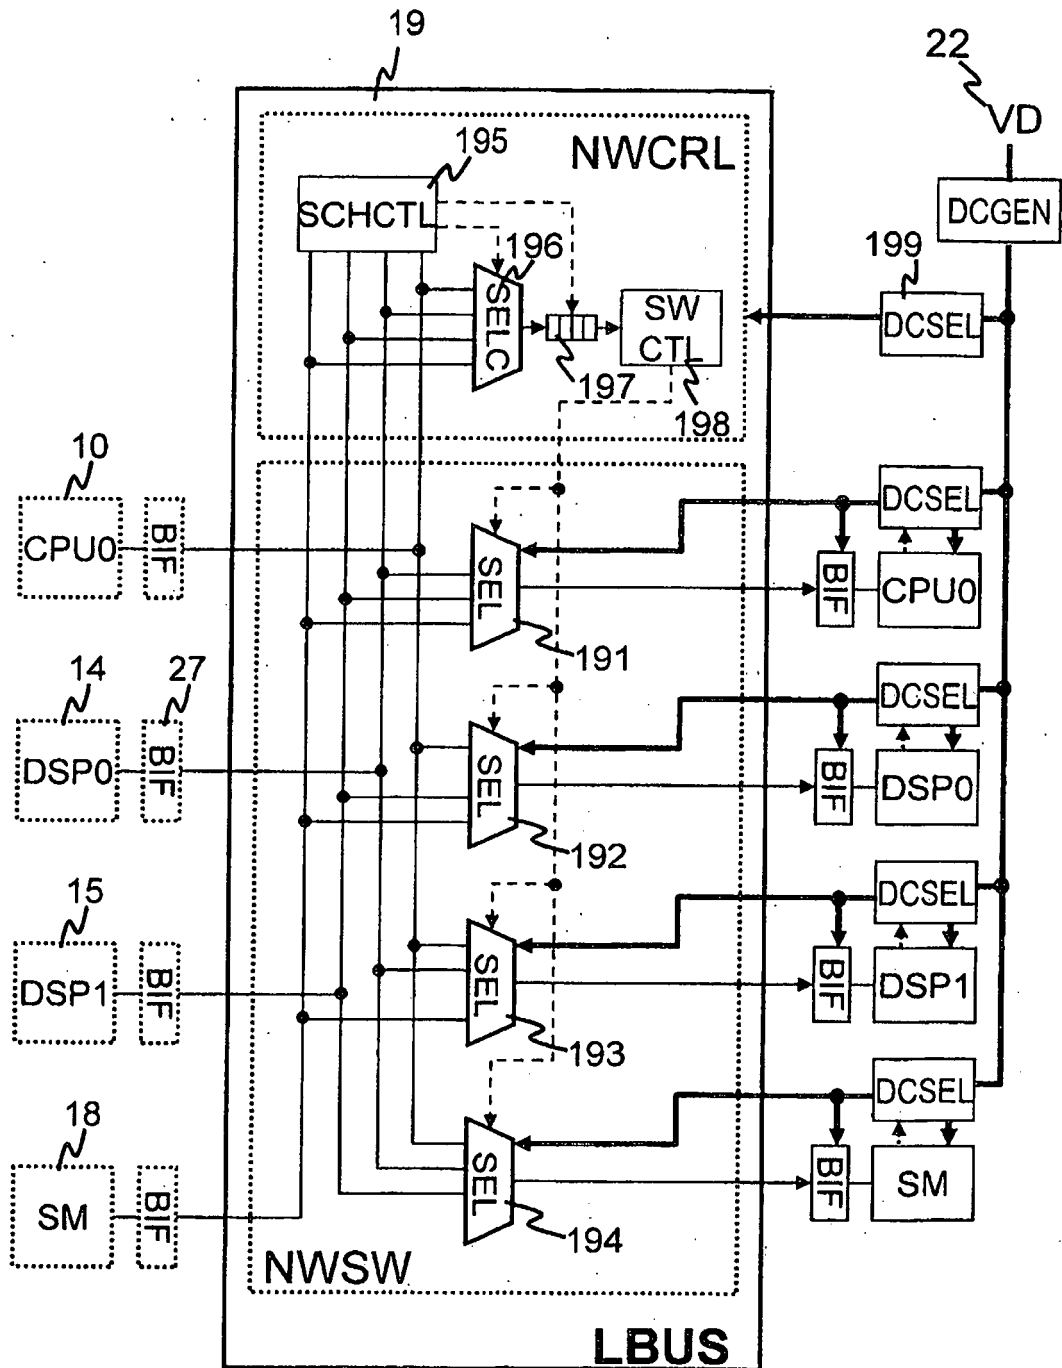 19
22
VD
NWCRL
195
SCHCTL
DCGEN
196
199
SELC
SW
CTL
DCSEL
197
198
10
CPU0
BIF
DCSEL
SEL
BIF
CPU0
191
14
27
DSP0
BIF
DCSEL
SEL
BIF
DSP0
192
15
DSP1
BIF
DCSEL
SEL
BIF
DSP1
193
18
SM
BIF
DCSEL
SEL
BIF
SM
194
NWSW
LBUS